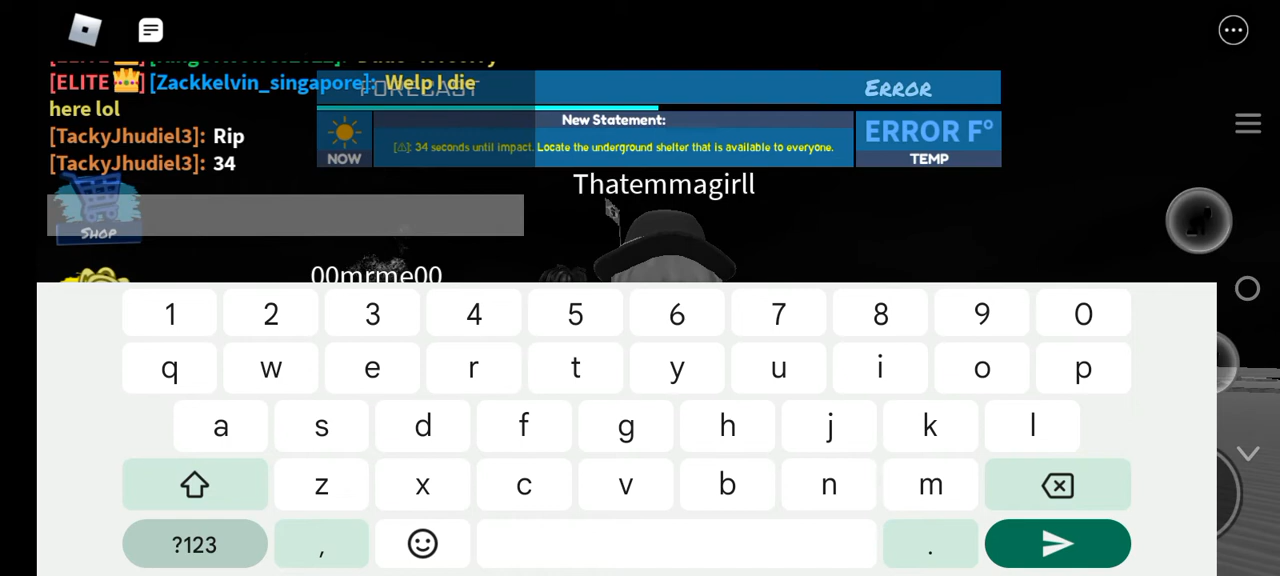 [ELITE👑] [Zackkelvin_singapore]: Welp I die
here lol
[TackyJhudiel3]: Rip
[TackyJhudiel3]: 34
FORECAST
ERROR
New Statement:
[⚠]: 34 seconds until impact. Locate the underground shelter that is available to everyone.
NOW
ERROR F°
TEMP
Thatemmagirll
SHOP
00mrme00
1 2 3 4 5 6 7 8 9 0
q w e r t y u i o p
a s d f g h j k l
z x c v b n m
?123 , .